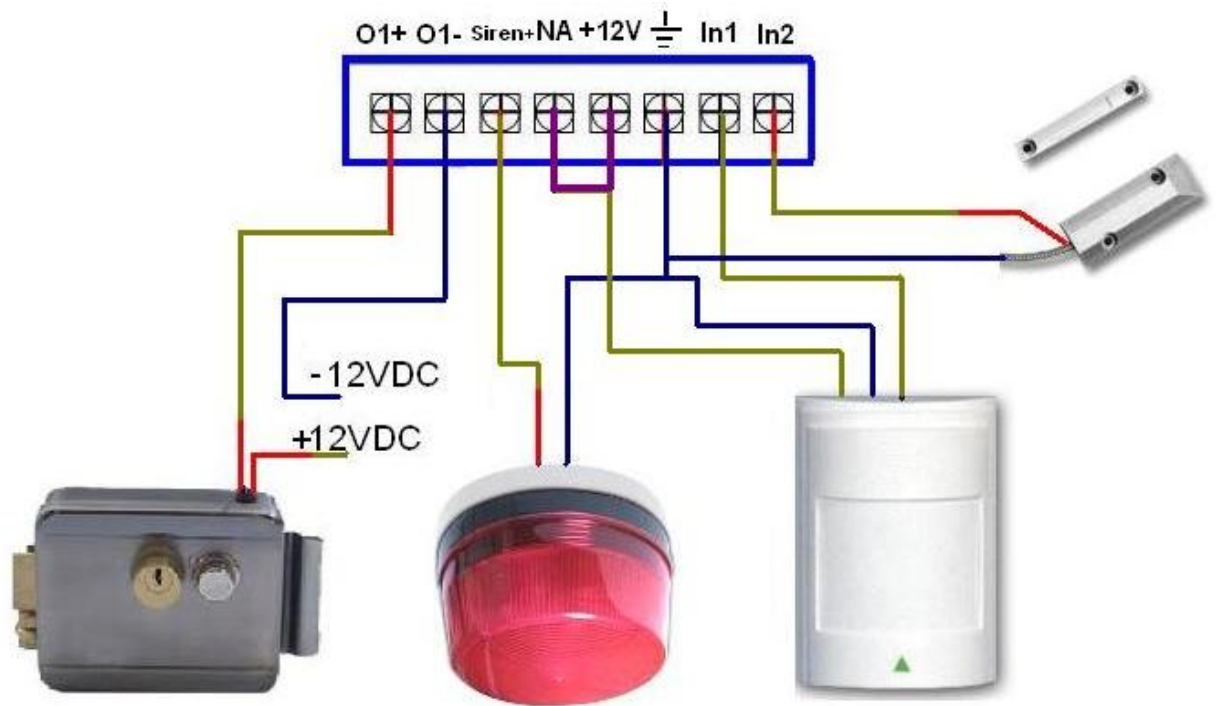 O1+ O1- Siren+ NA +12V In1 In2
-12VDC
+12VDC